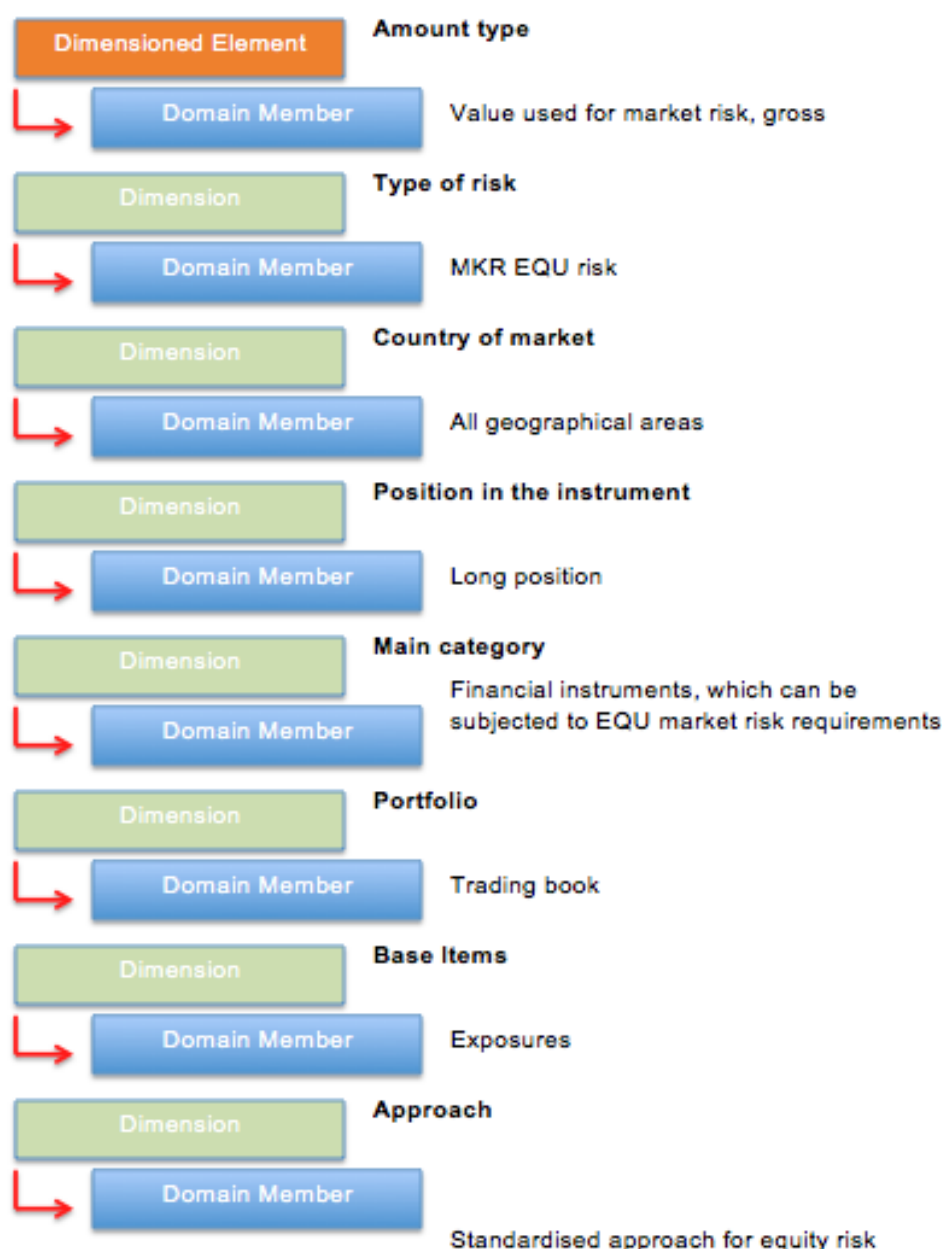 Dimensioned Element
Amount type
Domain Member
Value used for market risk, gross
Dimension
Type of risk
Domain Member
MKR EQU risk
Dimension
Country of market
Domain Member
All geographical areas
Dimension
Position in the instrument
Domain Member
Long position
Dimension
Main category
Domain Member
Financial instruments, which can be
subjected to EQU market risk requirements
Dimension
Portfolio
Domain Member
Trading book
Dimension
Base Items
Domain Member
Exposures
Dimension
Approach
Domain Member
Standardised approach for equity risk